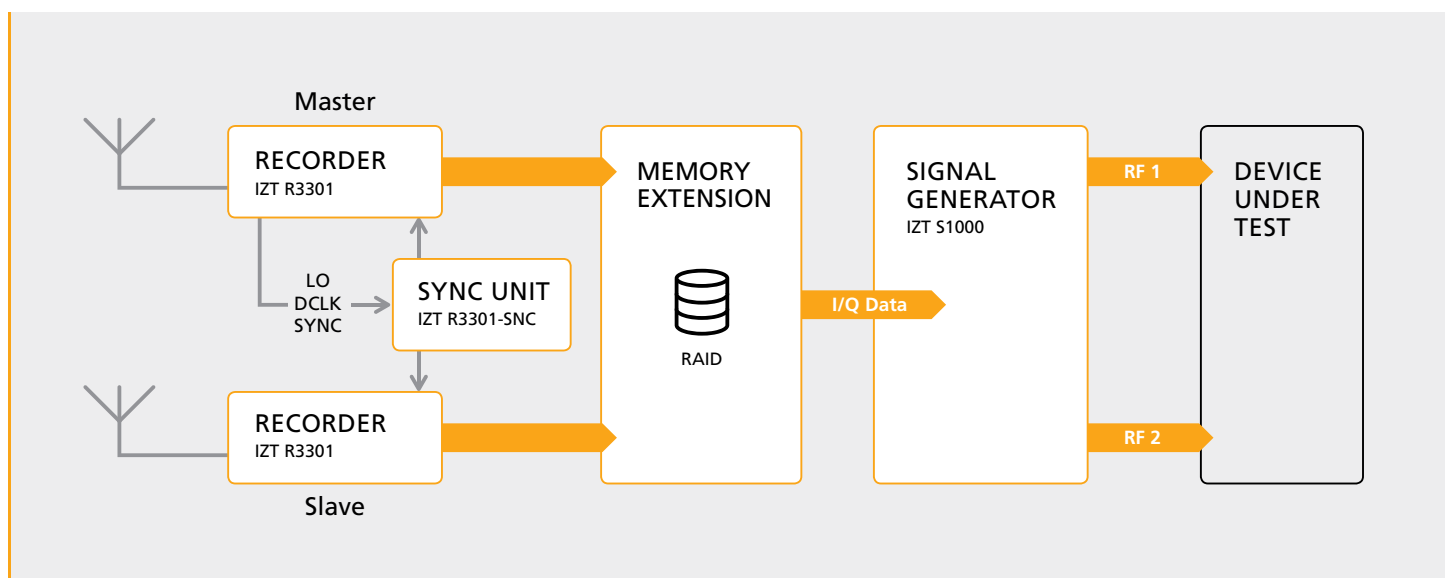 Master
RECORDER
IZT R3301
LO
DCLK
SYNC
SYNC UNIT
IZT R3301-SNC
RECORDER
IZT R3301
Slave
MEMORY
EXTENSION
RAID
I/Q Data
SIGNAL
GENERATOR
IZT S1000
RF 1
RF 2
DEVICE
UNDER
TEST